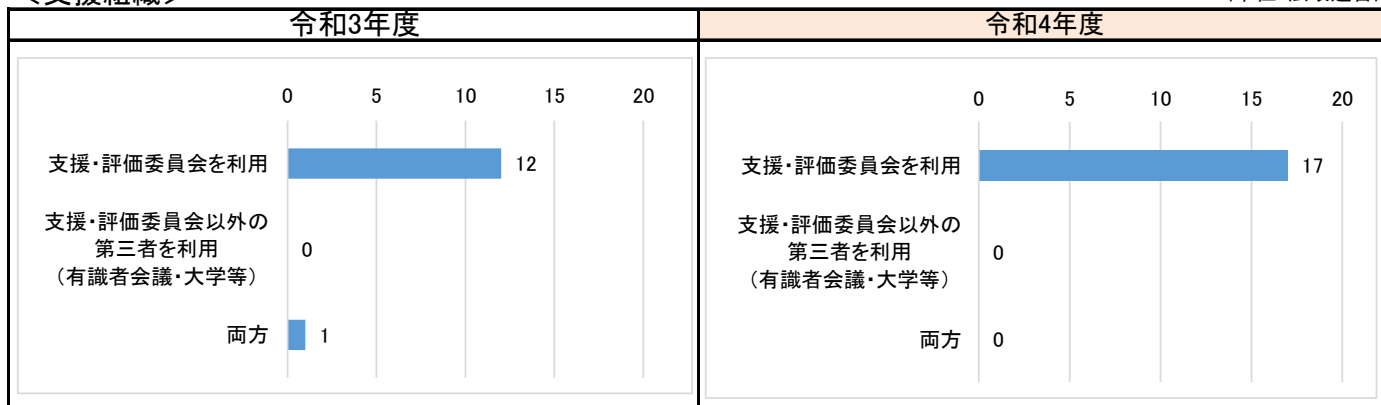 <支援組織>
令和3年度
令和4年度
0 5 10 15 20
支援・評価委員会を利用
12
支援・評価委員会以外の
第三者を利用
（有識者会議・大学等）
0
両方
1
0 5 10 15 20
支援・評価委員会を利用
17
支援・評価委員会以外の
第三者を利用
（有識者会議・大学等）
0
両方
0